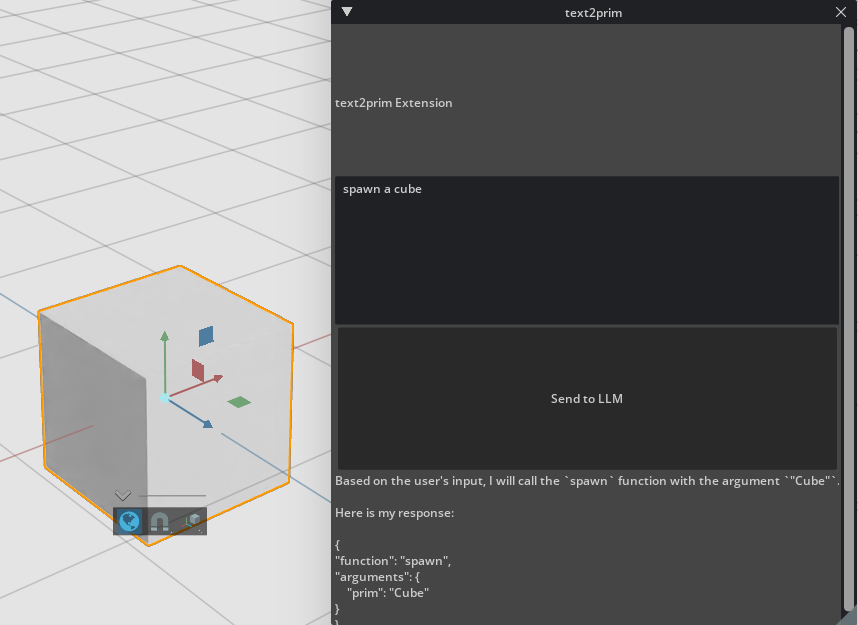 text2prim
text2prim Extension
spawn a cube
Send to LLM
Based on the user's input, I will call the `spawn` function with the argument `"Cube"`.
Here is my response:
{
"function": "spawn",
"arguments": {
"prim": "Cube"
}
}